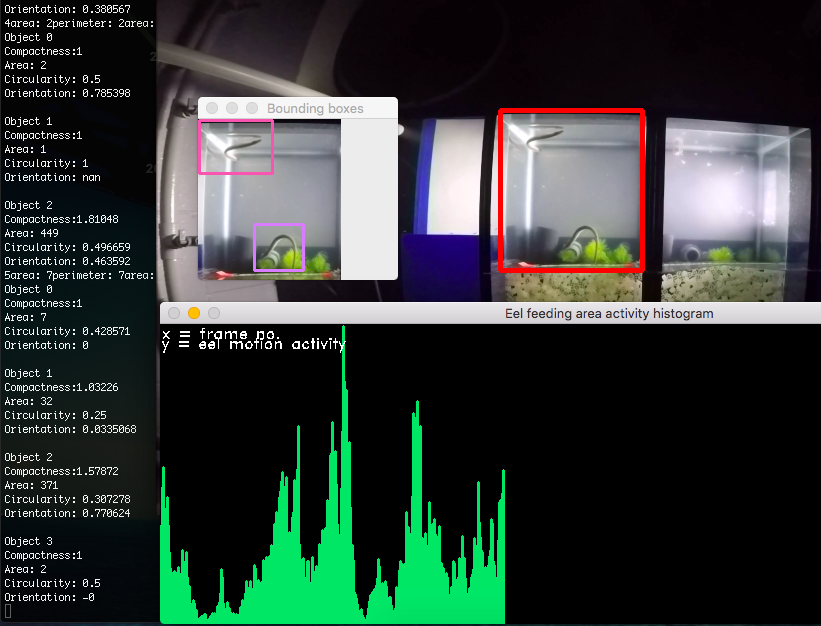 Orientation: 0.380567
4area: 2perimeter: 2area:
Object 0
Compactness:1
Area: 2
Circularity: 0.5
Orientation: 0.785398
Object 1
Compactness:1
Area: 1
Circularity: 1
Orientation: nan
Object 2
Compactness:1.81048
Area: 449
Circularity: 0.496659
Orientation: 0.463592
5area: 7perimeter: 7area:
Object 0
Compactness:1
Area: 7
Circularity: 0.428571
Orientation: 0
Object 1
Compactness:1.03226
Area: 32
Circularity: 0.25
Orientation: 0.0335068
Object 2
Compactness:1.57872
Area: 371
Circularity: 0.307278
Orientation: 0.770624
Object 3
Compactness:1
Area: 2
Circularity: 0.5
Orientation: -0
Bounding boxes
Eel feeding area activity histogram
x = frame no.
y = eel motion activity